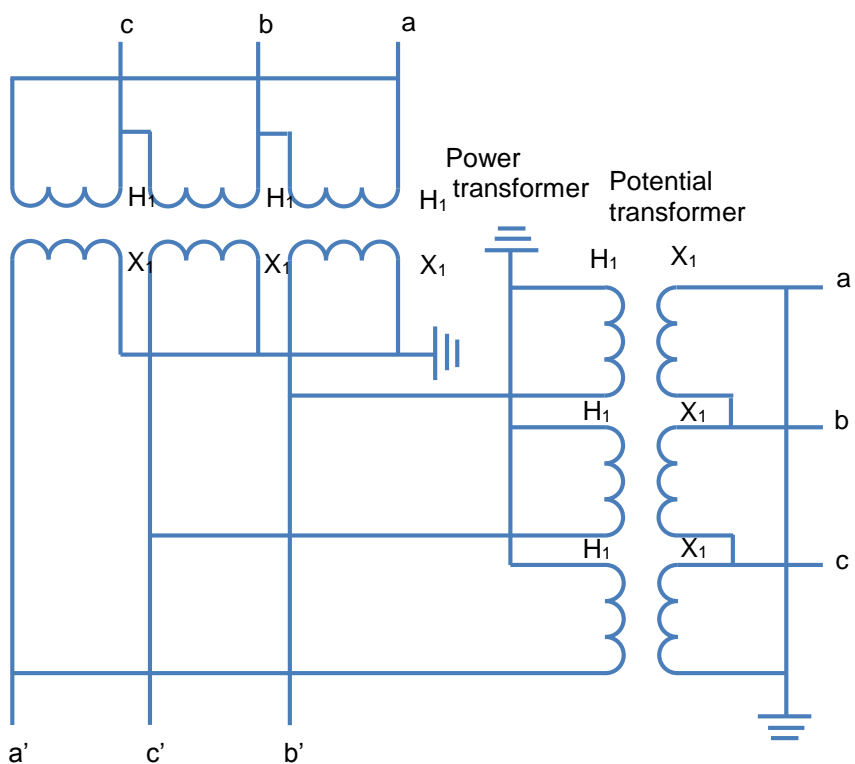 c b a
Power
transformer
Potential
transformer
H₁ H₁ H₁
X₁ X₁ X₁
H₁ X₁
a
H₁ X₁
b
H₁ X₁
c
a’ c’ b’